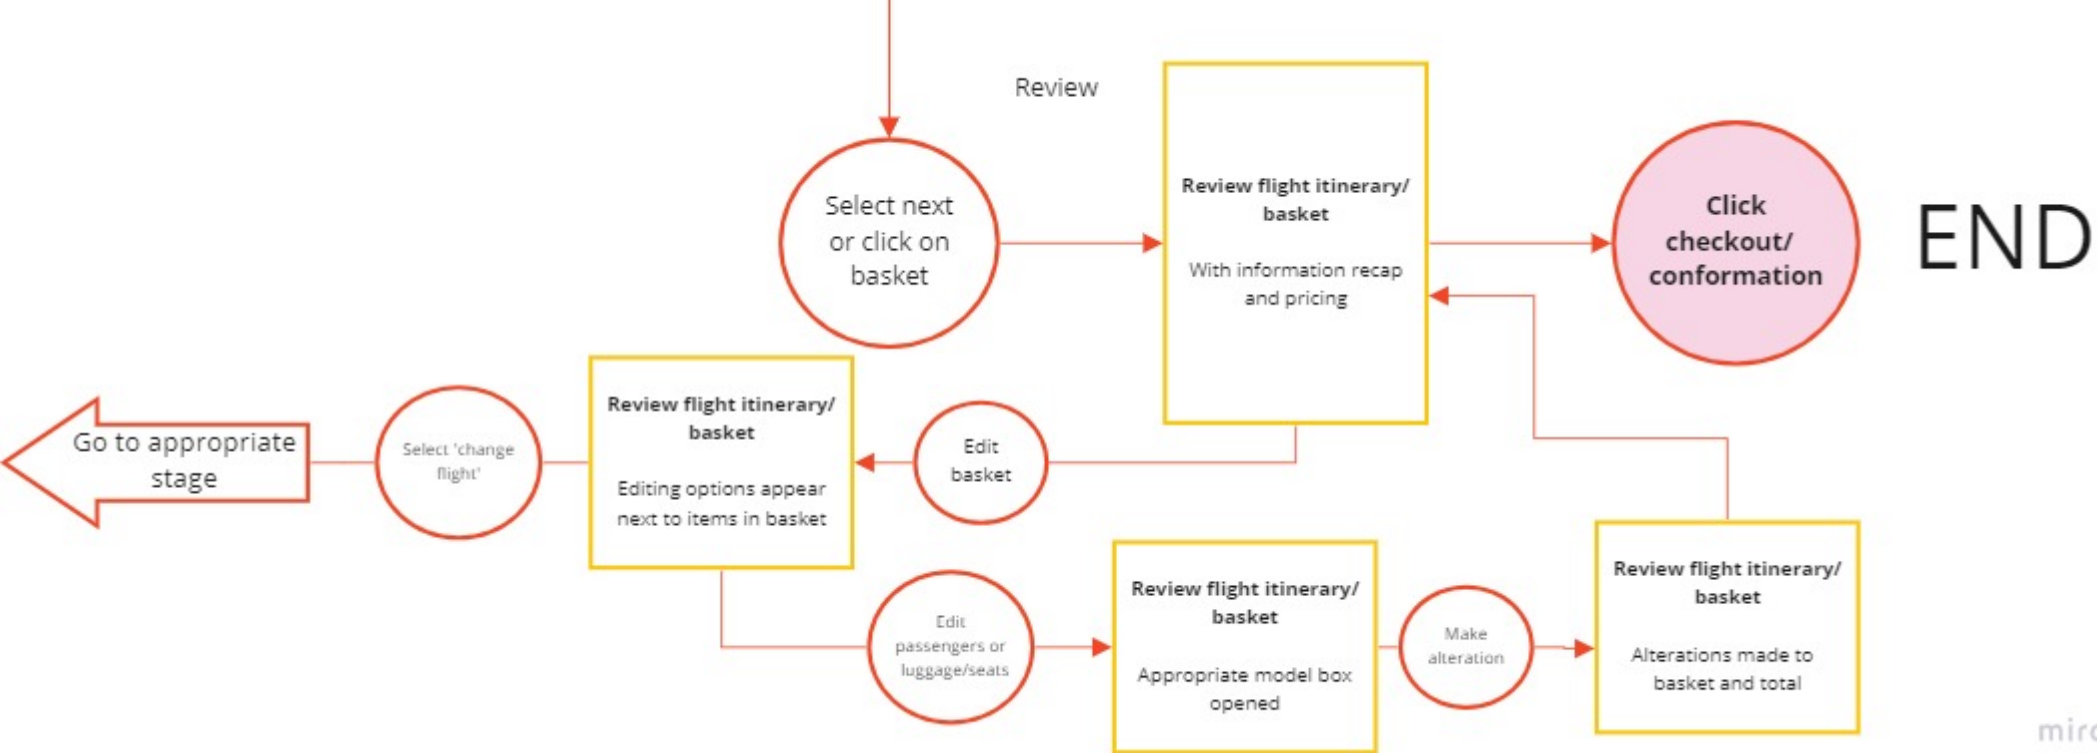 Review
Select next
or click on
basket
Review flight itinerary/
basket
With information recap
and pricing
Click
checkout/
conformation
END
Go to appropriate
stage
Select 'change
flight'
Review flight itinerary/
basket
Editing options appear
next to items in basket
Edit
basket
Edit
passengers or
luggage/seats
Review flight itinerary/
basket
Appropriate model box
opened
Make
alteration
Review flight itinerary/
basket
Alterations made to
basket and total